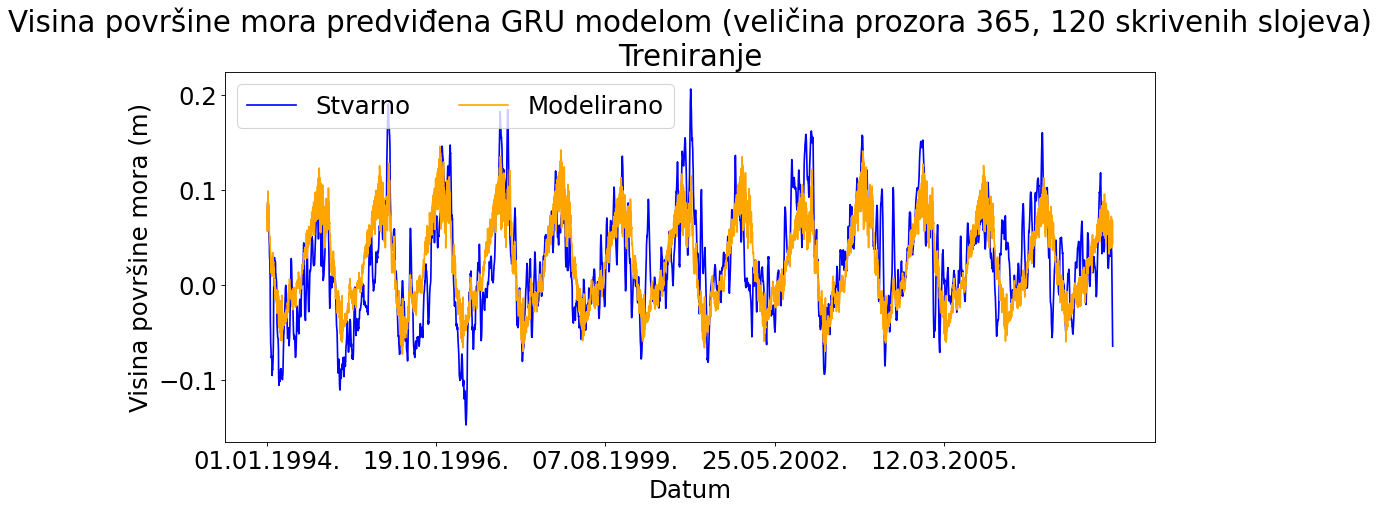 Visina površine mora predviđena GRU modelom (veličina prozora 365, 120 skrivenih slojeva)
Treniranje
Stvarno Modelirano
Visina površine mora (m)
0.2
0.1
0.0
−0.1
01.01.1994. 19.10.1996. 07.08.1999. 25.05.2002. 12.03.2005.
Datum